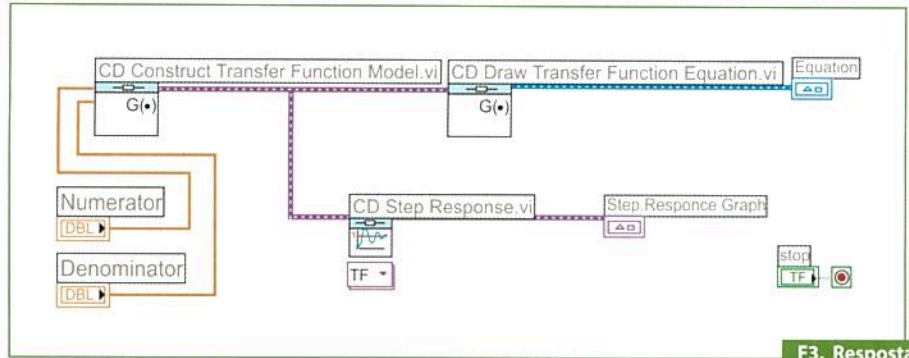 CD Construct Transfer Function Model.vi
CD Draw Transfer Function Equation.vi
Equation
G(•)
G(•)
Numerator
DBL
Denominator
DBL
CD Step Response.vi
TF
Step Responce Graph
stop
TF
F3. Resposta